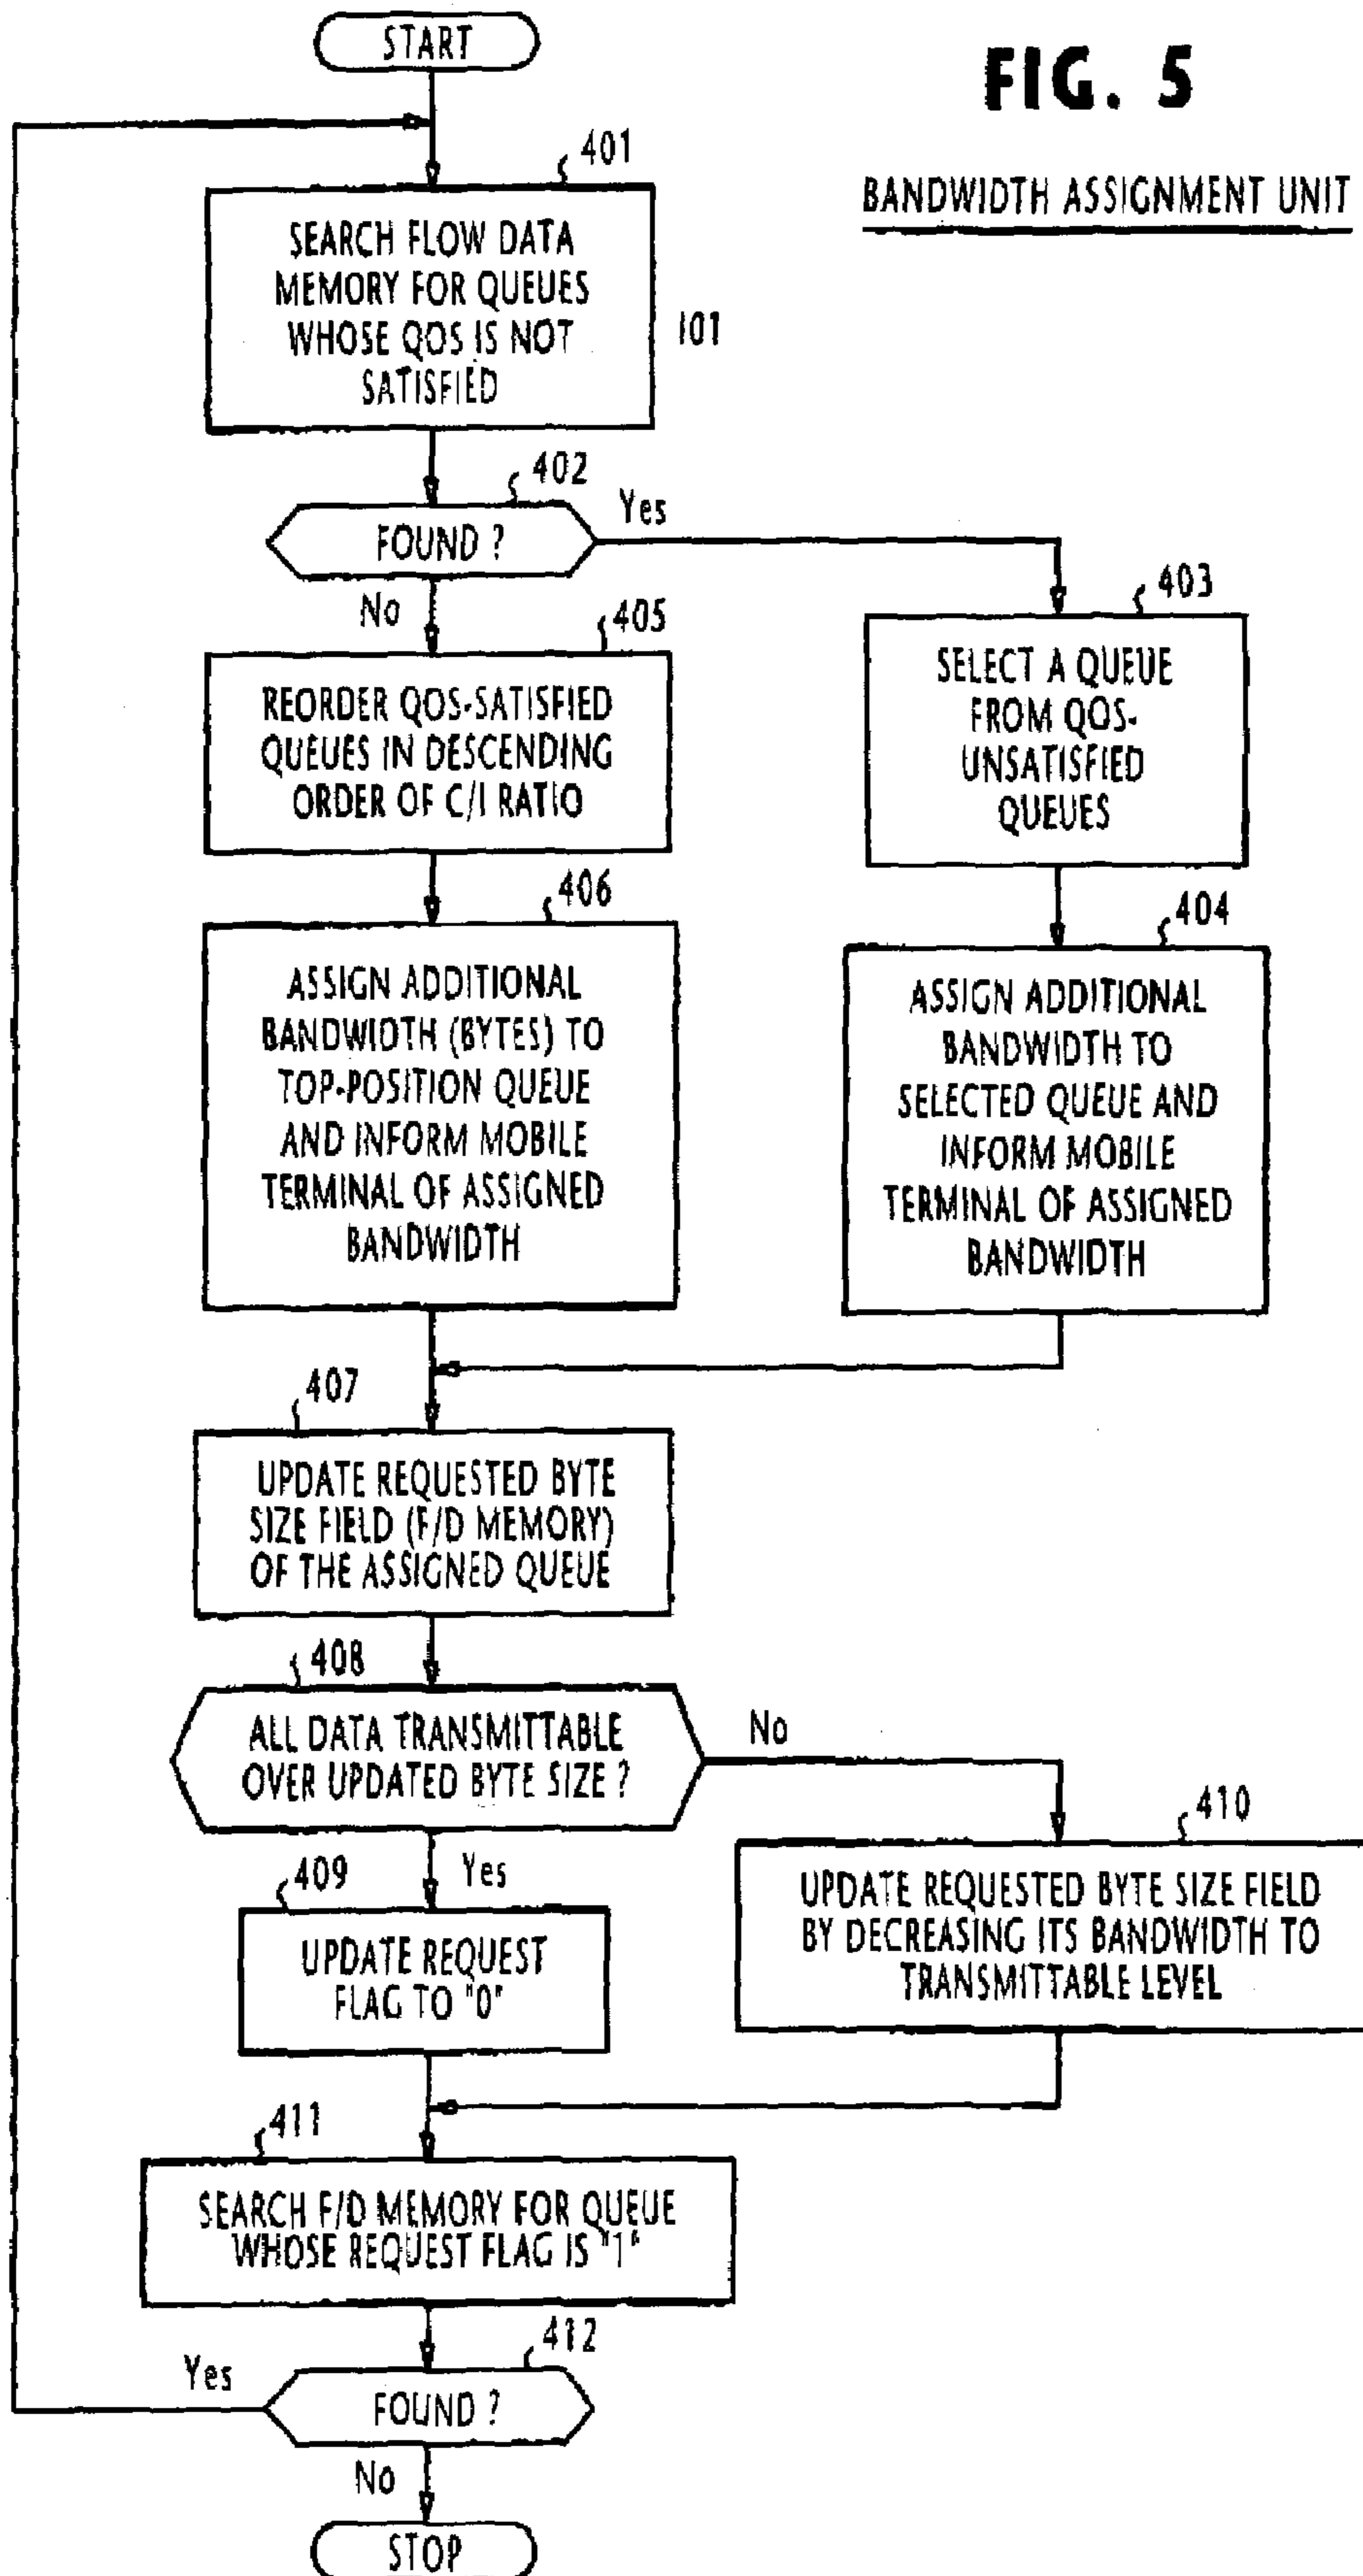 START
FIG. 5
BANDWIDTH ASSIGNMENT UNIT
401
SEARCH FLOW DATA
MEMORY FOR QUEUES
WHOSE QOS IS NOT
SATISFIED
101
402
FOUND ?
Yes
No
403
SELECT A QUEUE
FROM QOS-
UNSATISFIED
QUEUES
405
REORDER QOS-SATISFIED
QUEUES IN DESCENDING
ORDER OF C/I RATIO
404
ASSIGN ADDITIONAL
BANDWIDTH TO
SELECTED QUEUE AND
INFORM MOBILE
TERMINAL OF ASSIGNED
BANDWIDTH
406
ASSIGN ADDITIONAL
BANDWIDTH (BYTES) TO
TOP-POSITION QUEUE
AND INFORM MOBILE
TERMINAL OF ASSIGNED
BANDWIDTH
407
UPDATE REQUESTED BYTE
SIZE FIELD (F/D MEMORY)
OF THE ASSIGNED QUEUE
408
ALL DATA TRANSMITTABLE
OVER UPDATED BYTE SIZE ?
No
Yes
410
UPDATE REQUESTED BYTE SIZE FIELD
BY DECREASING ITS BANDWIDTH TO
TRANSMITTABLE LEVEL
409
UPDATE REQUEST
FLAG TO "0"
411
SEARCH F/D MEMORY FOR QUEUE
WHOSE REQUEST FLAG IS "1"
412
FOUND ?
Yes
No
STOP